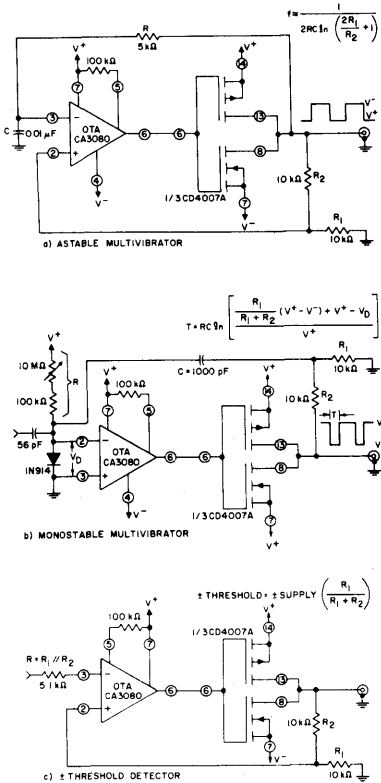 f ≈ 1 / 2RC ln (2R1/R2 + 1)
R
5 kΩ
V+
100 kΩ
7
5
14
V+
C
0.01 µF
3
−
OTA
CA3080
6
6
13
V−
V+
2
+
8
4
V−
7
V−
10 kΩ
R2
1/3 CD4007A
R1
10 kΩ
a) ASTABLE MULTIVIBRATOR
T = RC ln [ R1/(R1 + R2) (V+ − V−) + V+ − VD / V+ ]
V+
10 MΩ
R
100 kΩ
C = 1000 pF
R1
10 kΩ
V+
100 kΩ
7
5
V+
14
10 kΩ
R2
T
V
56 pF
2
−
OTA
CA3080
6
6
13
8
V
1N914
VD
3
+
4
V−
1/3 CD4007A
7
V+
b) MONOSTABLE MULTIVIBRATOR
± THRESHOLD = ± SUPPLY (R1 / R1 + R2)
V+
100 kΩ
5
7
V+
14
1/3 CD4007A
R = R1 // R2
5.1 kΩ
3
−
OTA
CA3080
6
6
13
8
2
+
7
V−
10 kΩ
R2
R1
10 kΩ
c) ± THRESHOLD DETECTOR